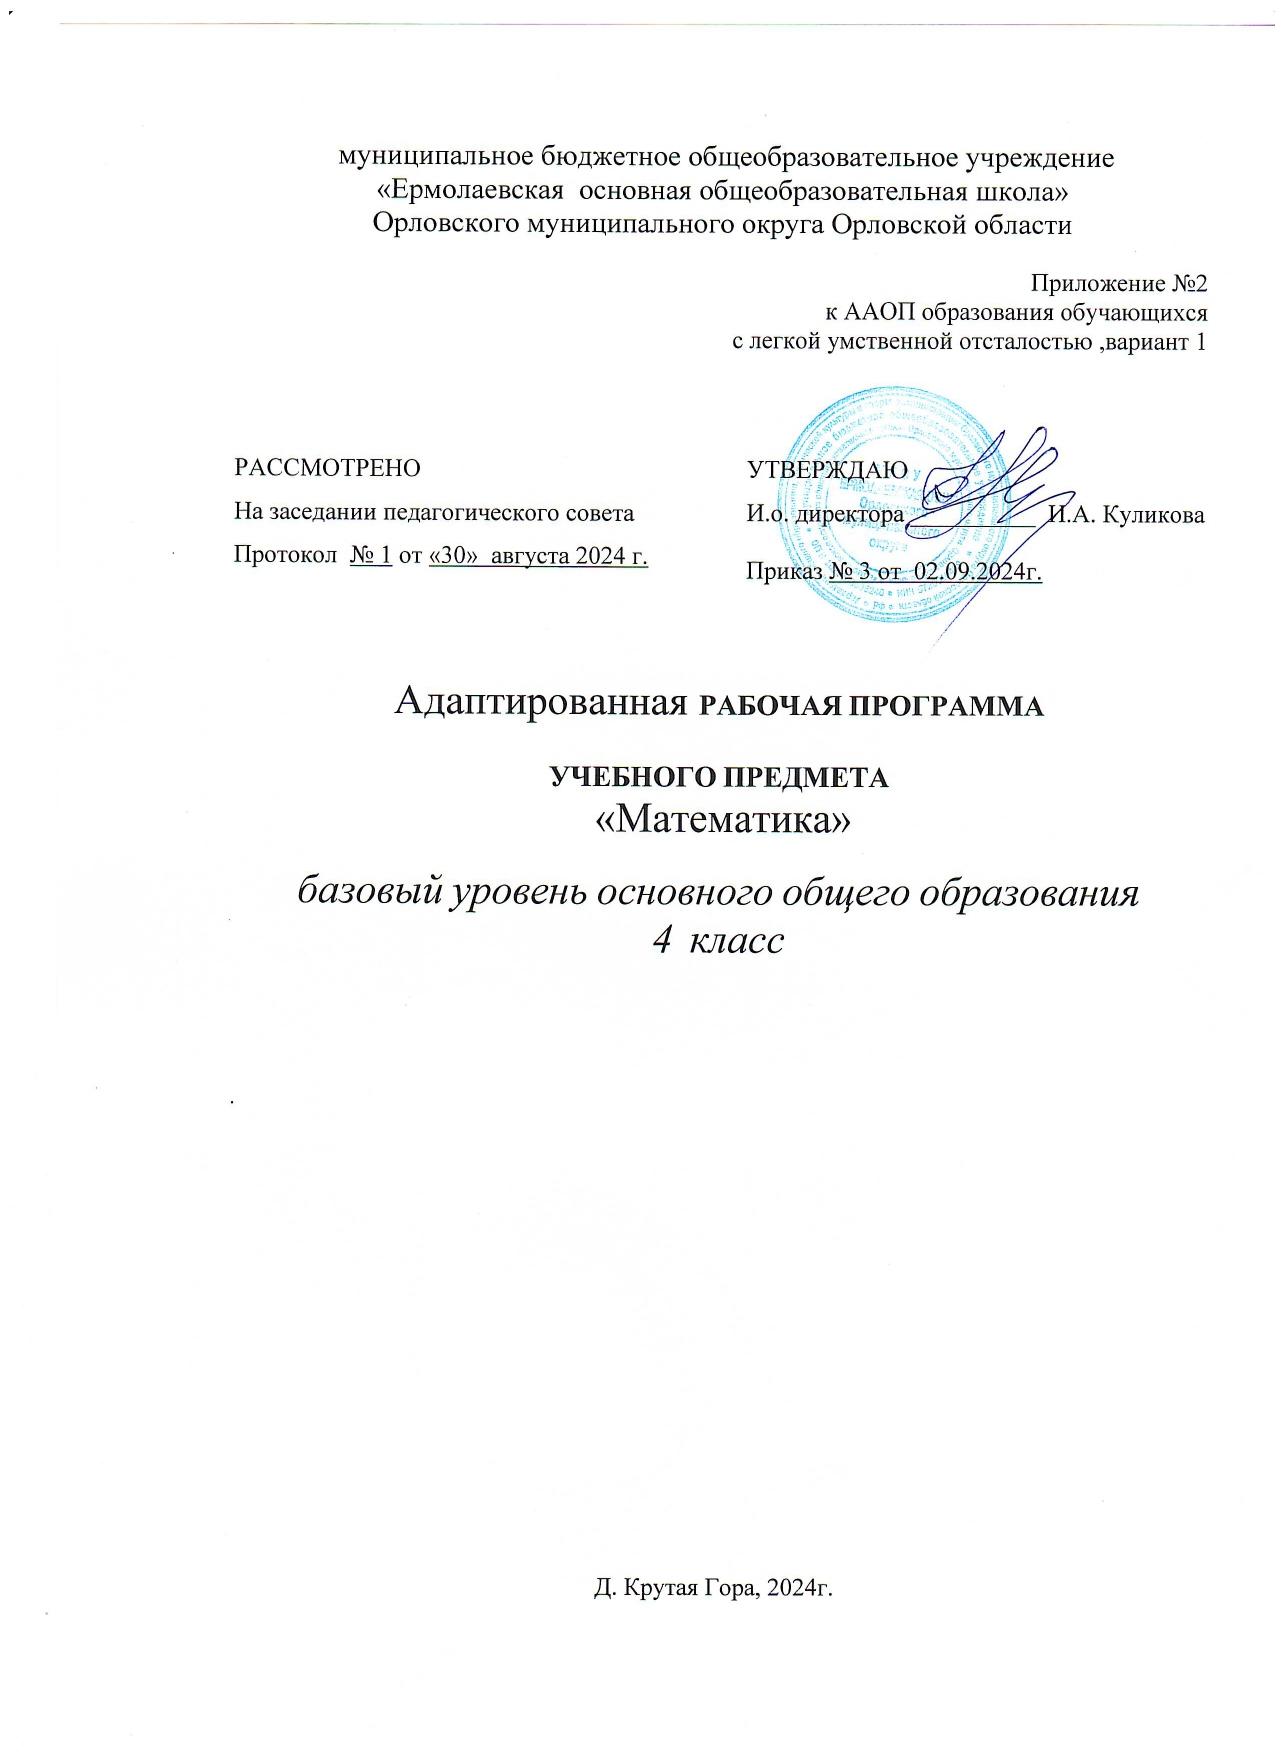 муниципальное бюджетное общеобразовательное учреждение
«Ермолаевская основная общеобразовательная школа»
Орловского муниципального округа Орловской области
Приложение №2
к ААОП образования обучающихся
с легкой умственной отсталостью ,вариант 1
РАССМОТРЕНО
На заседании педагогического совета
Протокол № 1 от «30» августа 2024 г.
УТВЕРЖДАЮ
И.о. директора __________ И.А. Куликова
Приказ № 3 от 02.09.2024г.
Адаптированная РАБОЧАЯ ПРОГРАММА
УЧЕБНОГО ПРЕДМЕТА
«Математика»
базовый уровень основного общего образования
4 класс
Д. Крутая Гора, 2024г.